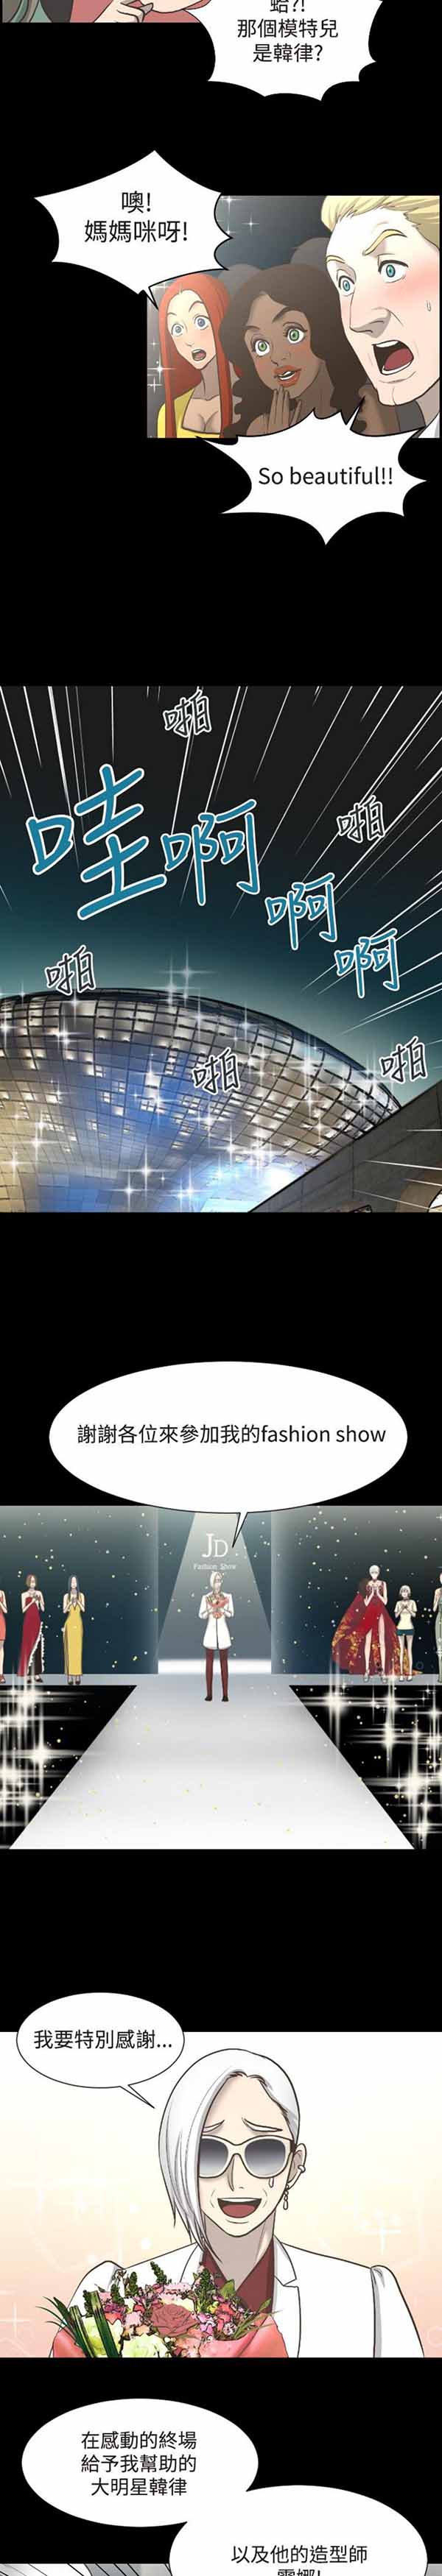 蛤?!
那個模特兒
是韓律?
噢!
媽媽咪呀!
So beautiful!!
啪
哇啊
啪
啊
啊
啪
啪
啪
謝謝各位來參加我的fashion show
JD
Fashion Show
我要特別感謝...
在感動的終場
給予我幫助的
大明星韓律
以及他的造型師